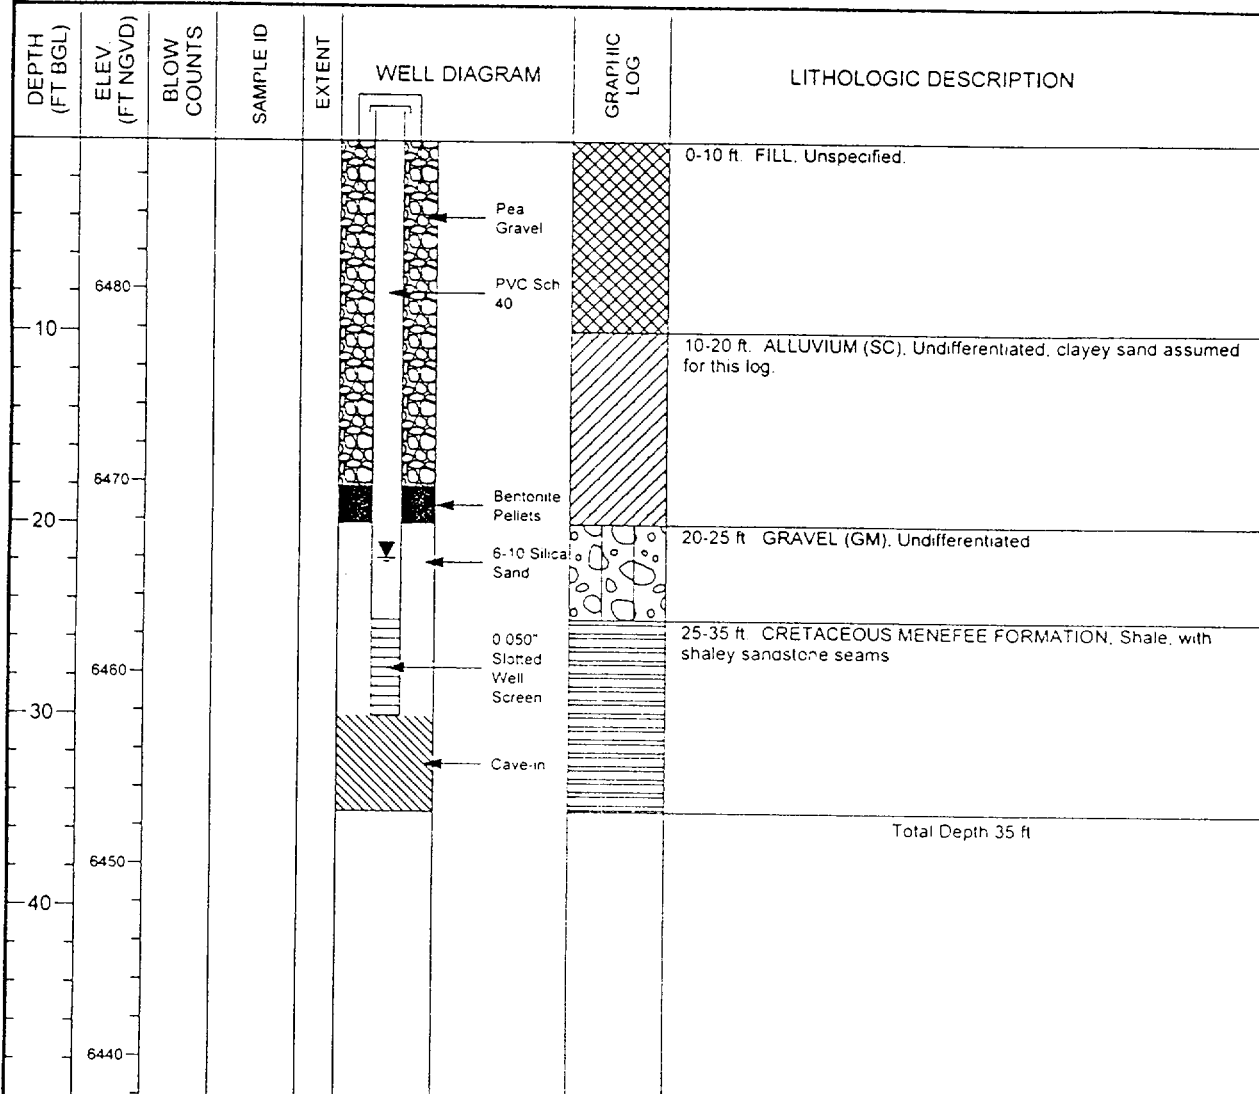 DEPTH
(FT BGL)
ELEV.
(FT NGVD)
BLOW
COUNTS
SAMPLE ID
EXTENT
WELL DIAGRAM
GRAPHIC
LOG
LITHOLOGIC DESCRIPTION
0-10 ft. FILL, Unspecified.
Pea
Gravel
6480
PVC Sch
40
10
10-20 ft. ALLUVIUM (SC), Undifferentiated, clayey sand assumed
for this log.
6470
Bentonite
Pellets
20
20-25 ft GRAVEL (GM), Undifferentiated
6-10 Silica
Sand
25-35 ft. CRETACEOUS MENEFEE FORMATION, Shale, with
shaley sandstone seams
0.050"
Slotted
Well
Screen
6460
30
Cave-in
Total Depth 35 ft
6450
40
6440